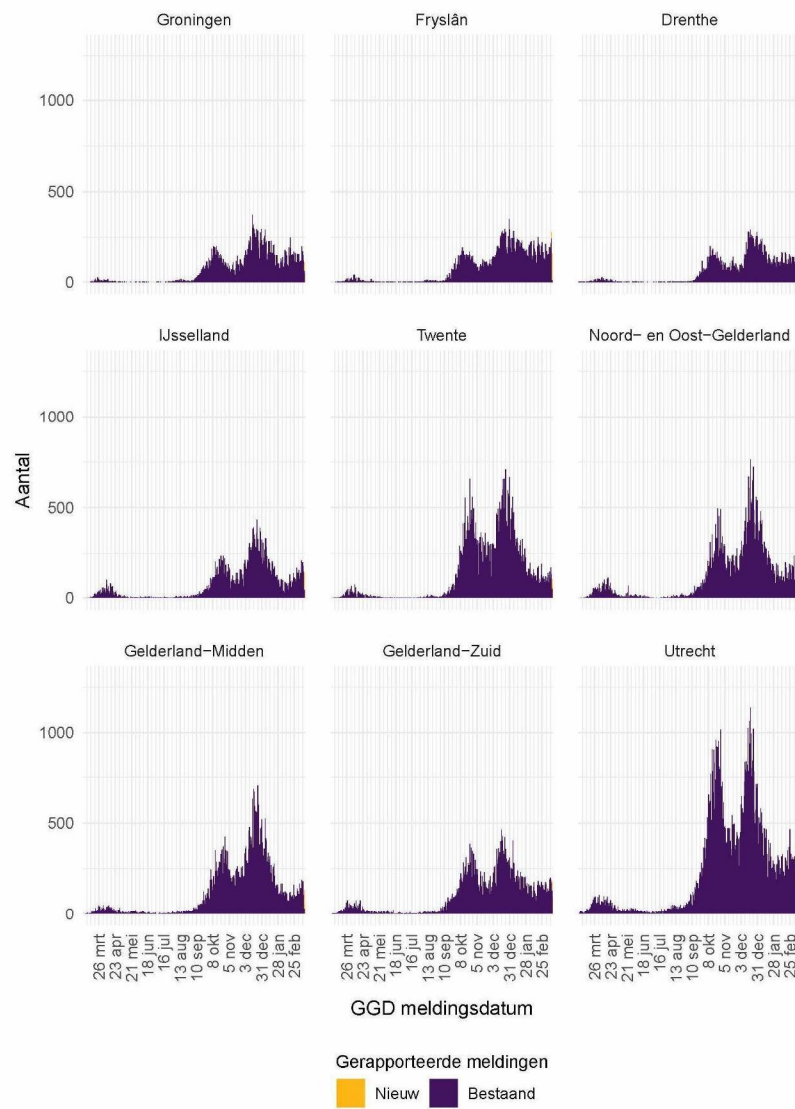 Groningen
Fryslân
Drenthe
1000
500
0
IJsselland
Twente
Noord− en Oost−Gelderland
1000
500
0
Aantal
Gelderland−Midden
Gelderland−Zuid
Utrecht
1000
500
0
26 mrt
23 apr
21 mei
18 jun
16 jul
13 aug
10 sep
8 okt
5 nov
3 dec
31 dec
28 jan
25 feb
26 mrt
23 apr
21 mei
18 jun
16 jul
13 aug
10 sep
8 okt
5 nov
3 dec
31 dec
28 jan
25 feb
26 mrt
23 apr
21 mei
18 jun
16 jul
13 aug
10 sep
8 okt
5 nov
3 dec
31 dec
28 jan
25 feb
GGD meldingsdatum
Gerapporteerde meldingen
Nieuw
Bestaand